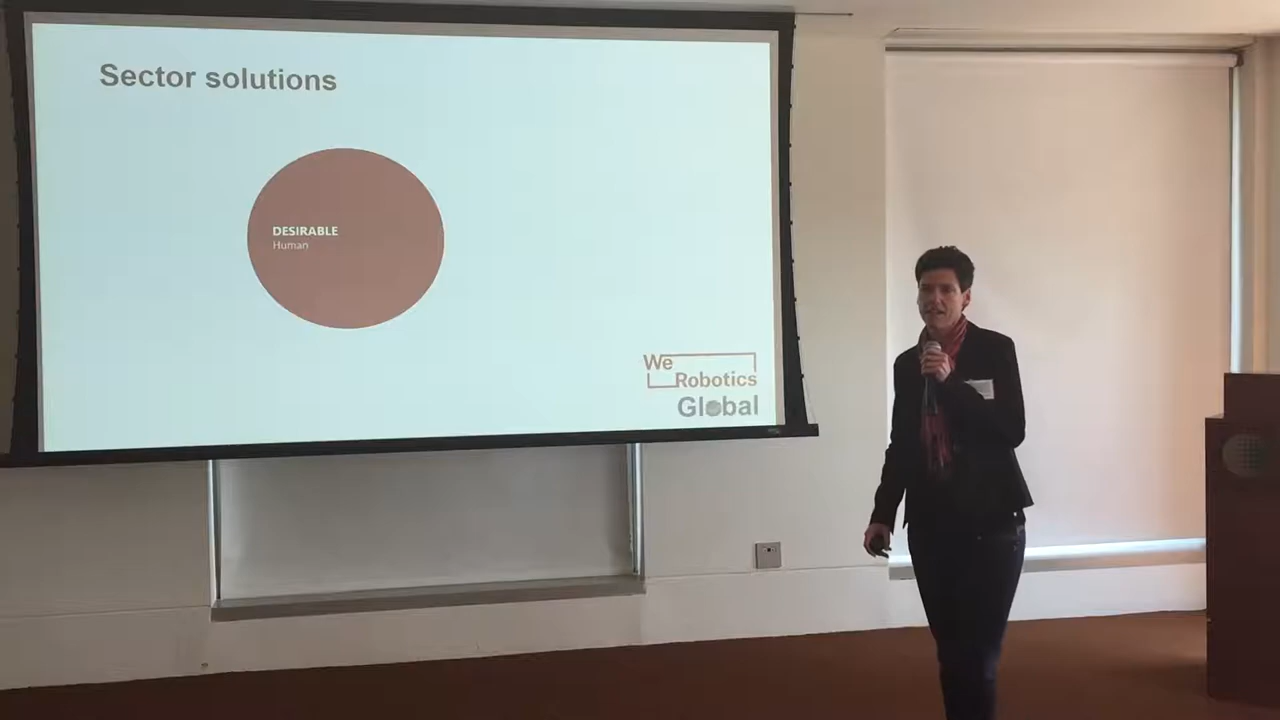 Sector solutions
DESIRABLE
Human
We
Robotics
Global